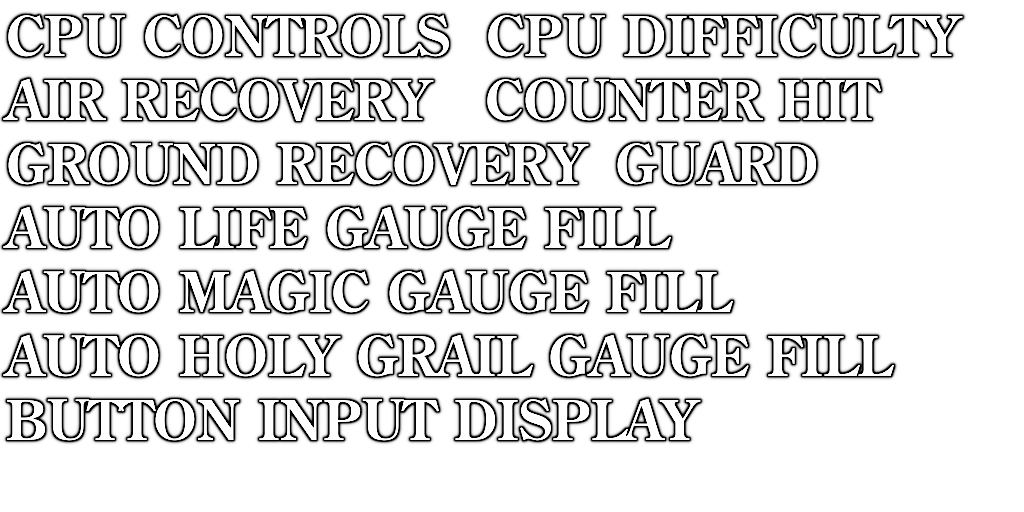 CPU CONTROLS CPU DIFFICULTY
AIR RECOVERY COUNTER HIT
GROUND RECOVERY GUARD
AUTO LIFE GAUGE FILL
AUTO MAGIC GAUGE FILL
AUTO HOLY GRAIL GAUGE FILL
BUTTON INPUT DISPLAY